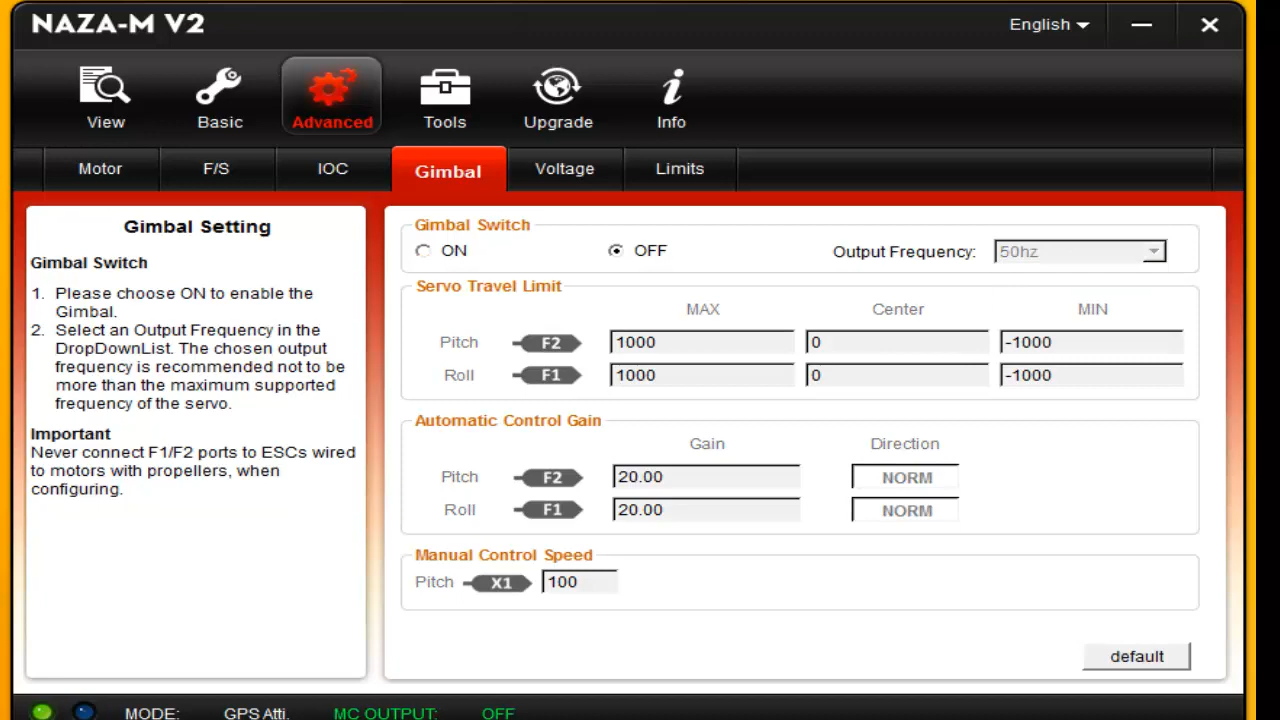 NAZA-M V2
English
View
Basic
Advanced
Tools
Upgrade
i
Info
Motor
F/S
IOC
Gimbal
Voltage
Limits
Gimbal Setting
Gimbal Switch
1. Please choose ON to enable the
Gimbal.
2. Select an Output Frequency in the
DropDownList. The chosen output
frequency is recommended not to be
more than the maximum supported
frequency of the servo.
Important
Never connect F1/F2 ports to ESCs wired
to motors with propellers, when
configuring.
Gimbal Switch
ON OFF Output Frequency: 50hz
Servo Travel Limit
MAX Center MIN
Pitch F2 1000 0 -1000
Roll F1 1000 0 -1000
Automatic Control Gain
Gain Direction
Pitch F2 20.00 NORM
Roll F1 20.00 NORM
Manual Control Speed
Pitch X1 100
default
MODE: GPS Atti. MC OUTPUT: OFF